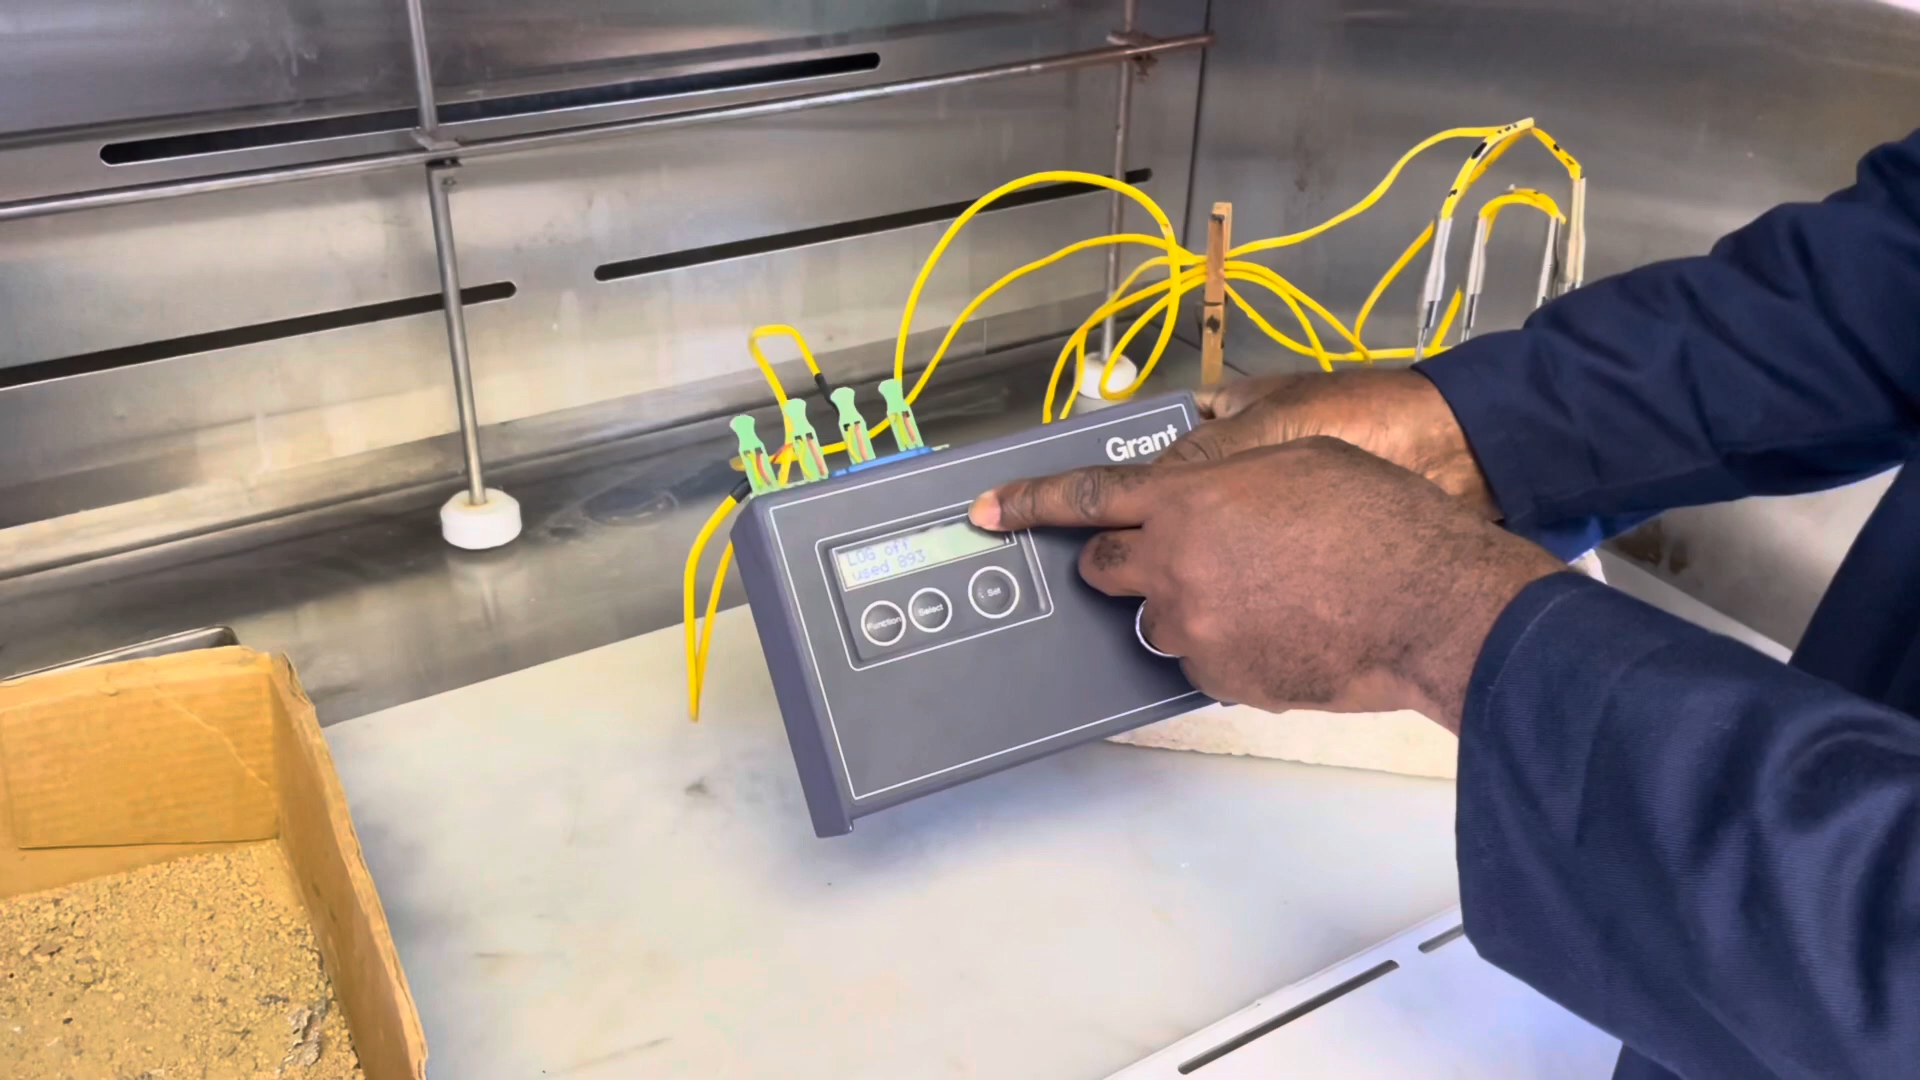 Grant
LOG off
used 893
Function
Select
Set